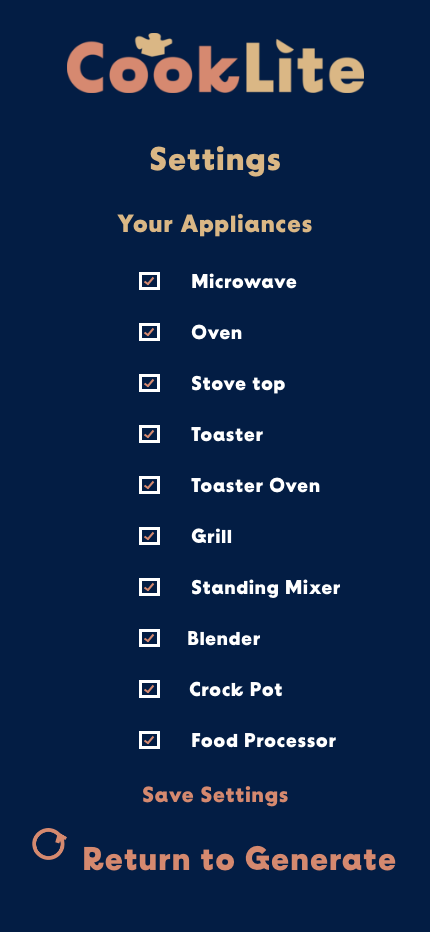 CookLite
Settings
Your Appliances
Microwave
Oven
Stove top
Toaster
Toaster Oven
Grill
Standing Mixer
Blender
Crock Pot
Food Processor
Save Settings
Return to Generate